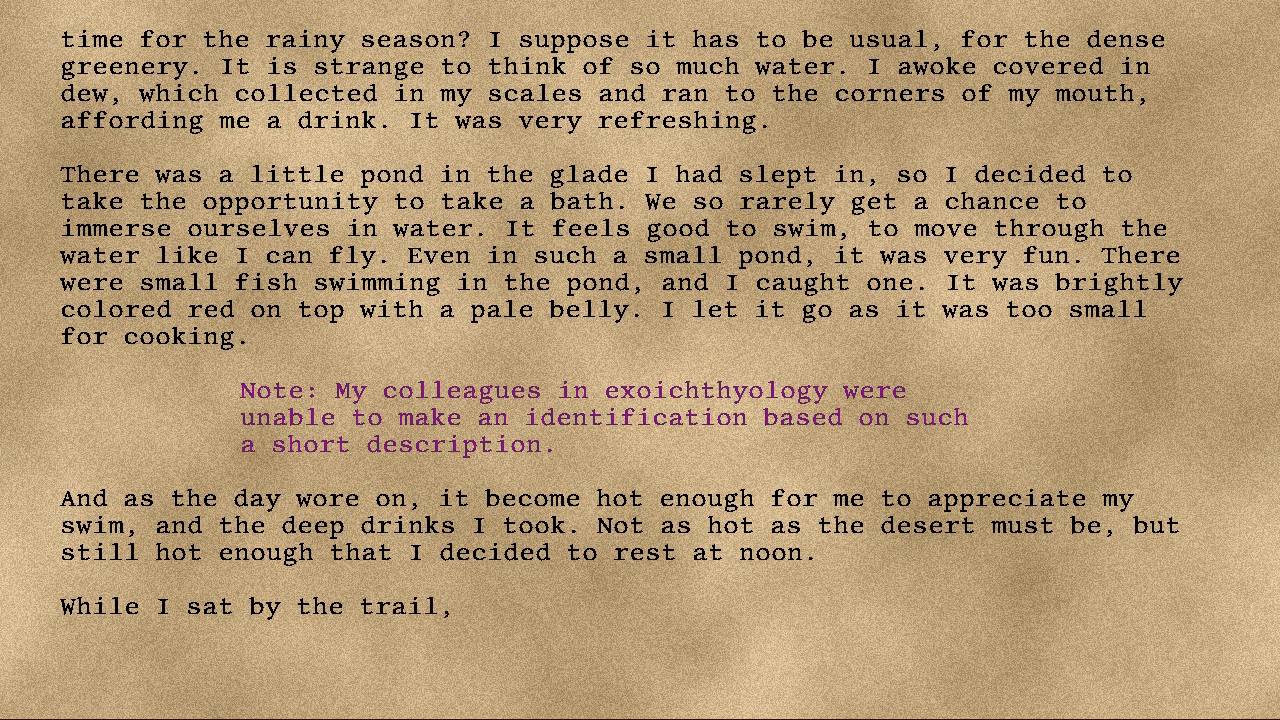 time for the rainy season? I suppose it has to be usual, for the dense
greenery. It is strange to think of so much water. I awoke covered in
dew, which collected in my scales and ran to the corners of my mouth,
affording me a drink. It was very refreshing.
There was a little pond in the glade I had slept in, so I decided to
take the opportunity to take a bath. We so rarely get a chance to
immerse ourselves in water. It feels good to swim, to move through the
water like I can fly. Even in such a small pond, it was very fun. There
were small fish swimming in the pond, and I caught one. It was brightly
colored red on top with a pale belly. I let it go as it was too small
for cooking.
Note: My colleagues in exoichthyology were
unable to make an identification based on such
a short description.
And as the day wore on, it become hot enough for me to appreciate my
swim, and the deep drinks I took. Not as hot as the desert must be, but
still hot enough that I decided to rest at noon.
While I sat by the trail,